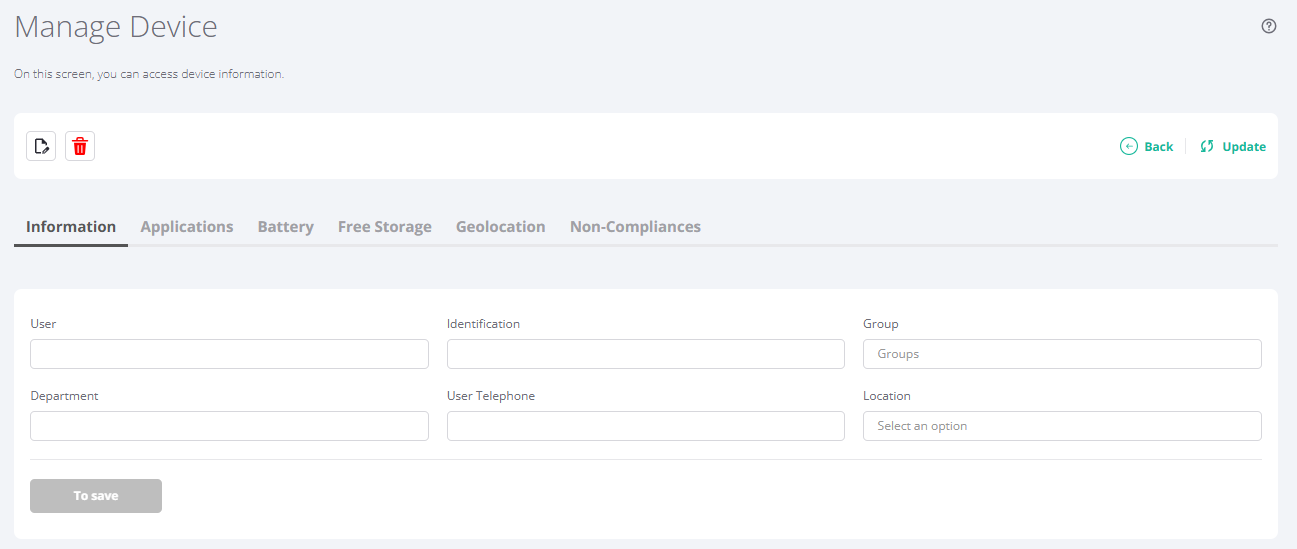 Manage Device
On this screen, you can access device information.
Back Update
Information Applications Battery Free Storage Geolocation Non-Compliances
User Identification Group
Groups
Department User Telephone Location
Select an option
To save